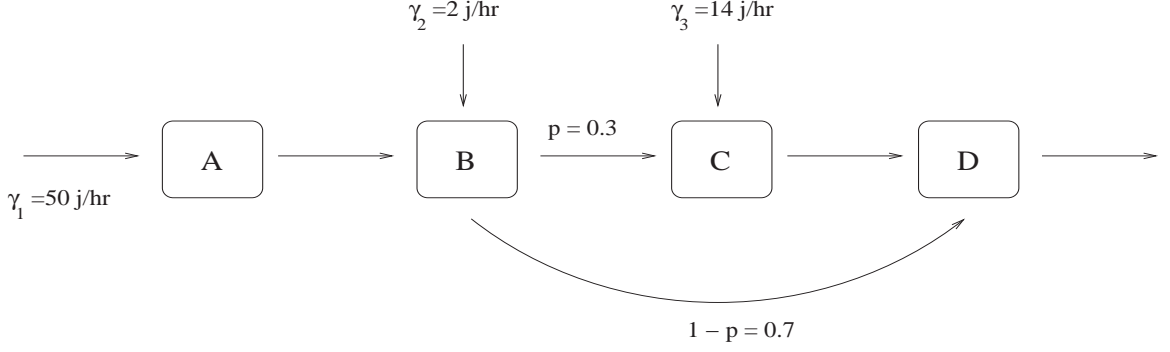 γ2 =2 j/hr
γ3 =14 j/hr
p = 0.3
A
B
C
D
γ1 =50 j/hr
1 – p = 0.7